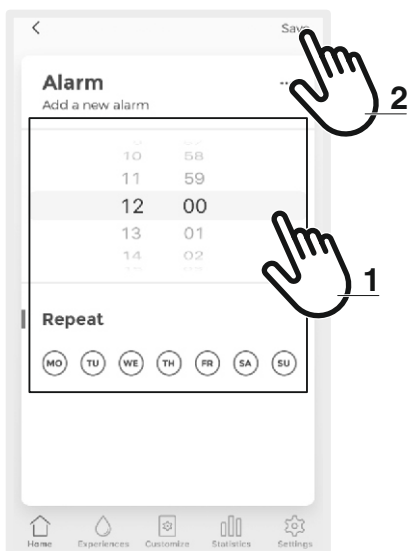 Save
2
Alarm
Add a new alarm
10 58
11 59
12 00
13 01
14 02
1
Repeat
MO TU WE TH FR SA SU
Home Experiences Customize Statistics Settings